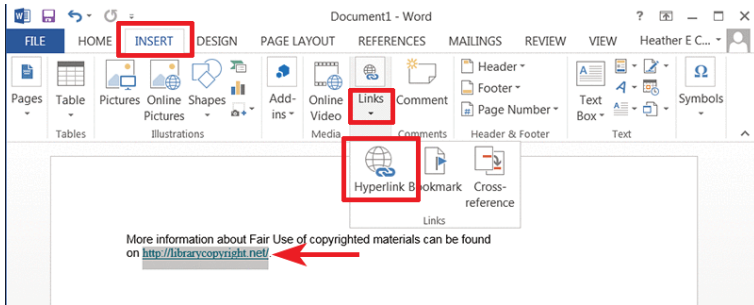 Document1 - Word
?
FILE HOME INSERT DESIGN PAGE LAYOUT REFERENCES MAILINGS REVIEW VIEW Heather E C...
Pages Table Pictures Online Pictures Shapes Add-ins Online Video Links Comment Header Footer Page Number Text Box Symbols
Tables Illustrations Media Comments Header & Footer Text
Hyperlink Bookmark Cross-reference
Links
More information about Fair Use of copyrighted materials can be found
on http://librarycopyright.net/.